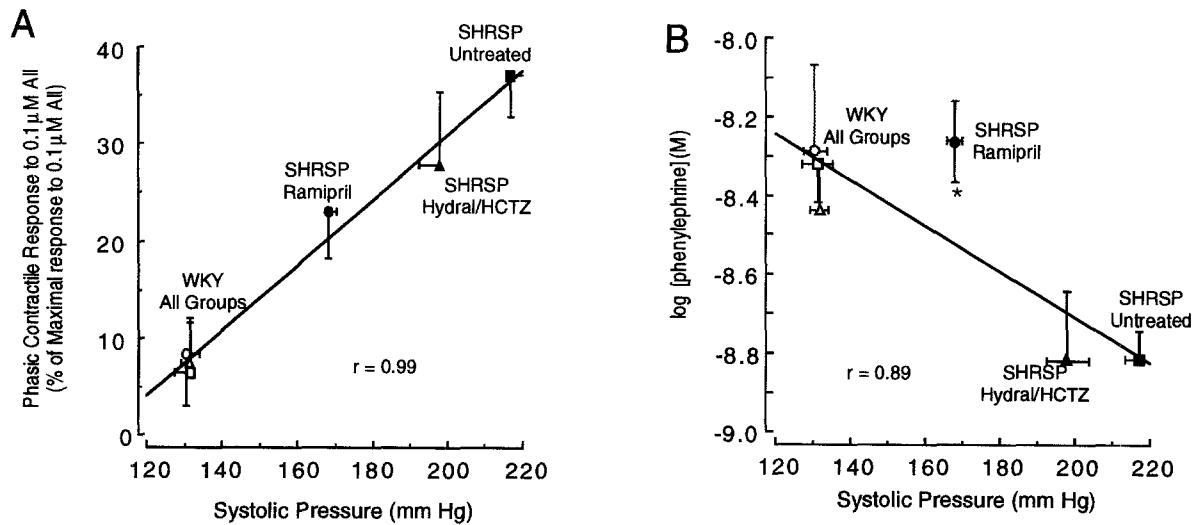 A
Phasic Contractile Response to 0.1µM AII
(% of Maximal response to 0.1µM AII)
40
30
20
10
0
SHRSP
Untreated
SHRSP
Ramipril
SHRSP
Hydral/HCTZ
WKY
All Groups
r = 0.99
120 140 160 180 200 220
Systolic Pressure (mm Hg)
B
log [phenylephrine] (M)
-8.0
-8.2
-8.4
-8.6
-8.8
-9.0
WKY
All Groups
SHRSP
Ramipril
*
SHRSP
Untreated
SHRSP
Hydral/HCTZ
r = 0.89
120 140 160 180 200 220
Systolic Pressure (mm Hg)